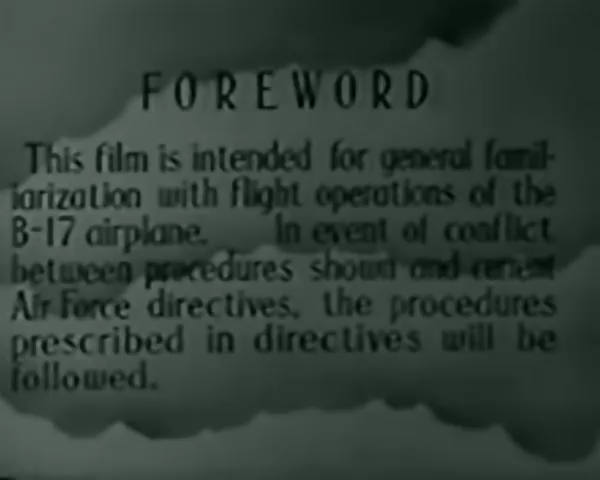 FOREWORD
This film is intended for general famil-
iarization with flight operations of the
B-17 airplane. In event of conflict
between procedures shown and current
Air Force directives, the procedures
prescribed in directives will be
followed.